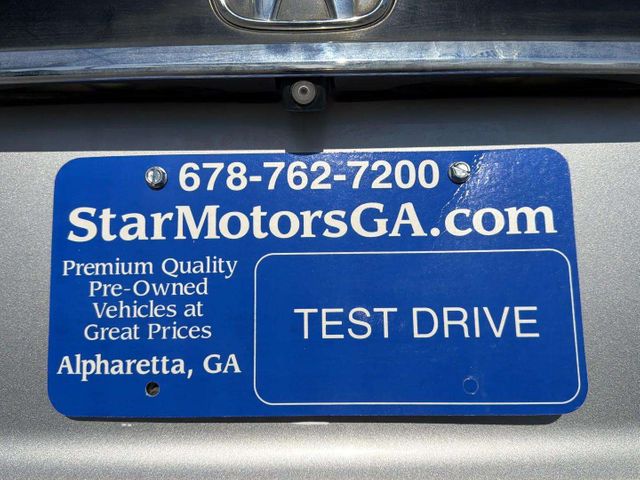 678-762-7200
StarMotorsGA.com
Premium Quality
Pre-Owned
Vehicles at
Great Prices
Alpharetta, GA
TEST DRIVE